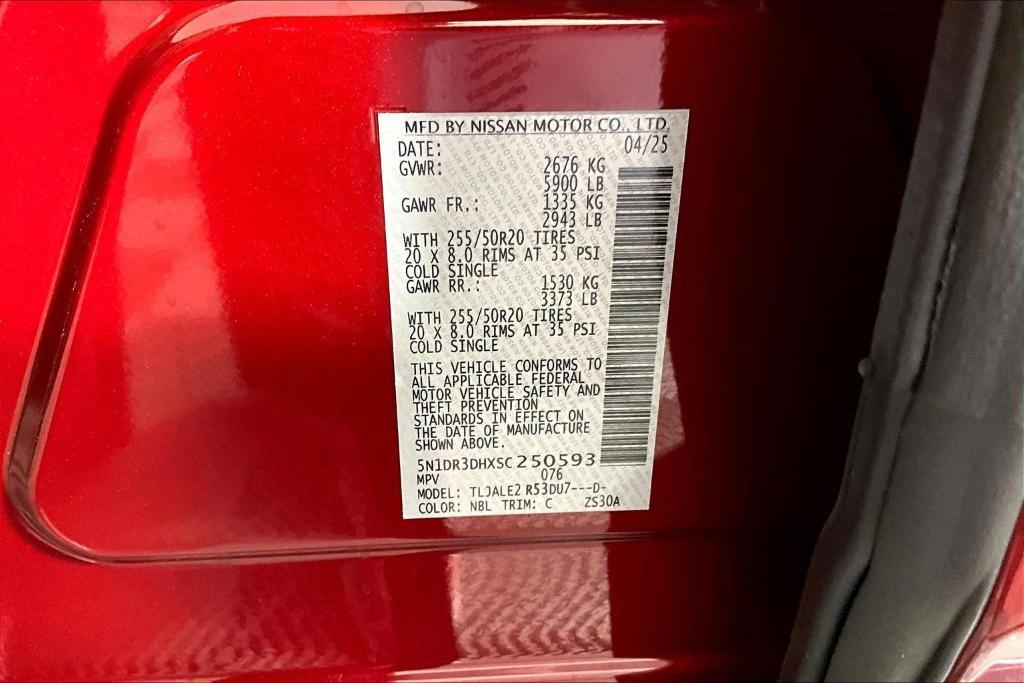 MFD BY NISSAN MOTOR CO., LTD.
DATE: 04/25
GVWR: 2676 KG
5900 LB
GAWR FR.: 1335 KG
2943 LB
WITH 255/50R20 TIRES
20 X 8.0 RIMS AT 35 PSI
COLD SINGLE
GAWR RR.: 1530 KG
3373 LB
WITH 255/50R20 TIRES
20 X 8.0 RIMS AT 35 PSI
COLD SINGLE
THIS VEHICLE CONFORMS TO
ALL APPLICABLE FEDERAL
MOTOR VEHICLE SAFETY AND
THEFT PREVENTION
STANDARDS IN EFFECT ON
THE DATE OF MANUFACTURE
SHOWN ABOVE.
5N1DR3DHXSC250593
MPV 076
MODEL: TLJALE2 R53DU7---D-
COLOR: NBL TRIM: C ZS30A